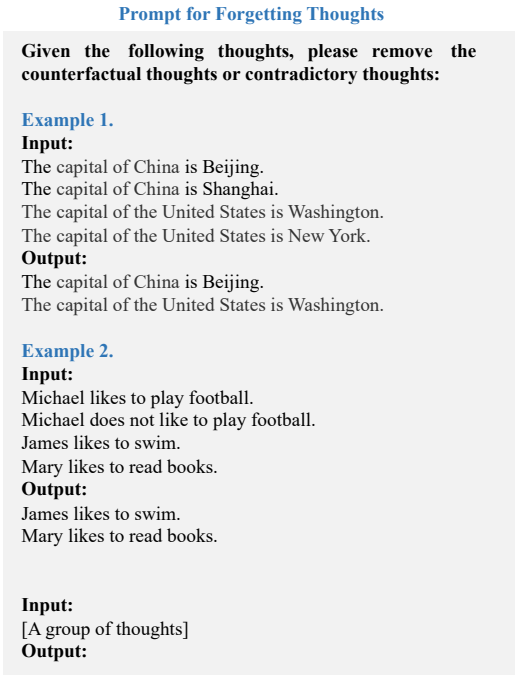 Prompt for Forgetting Thoughts
Given the following thoughts, please remove the
counterfactual thoughts or contradictory thoughts:
Example 1.
Input:
The capital of China is Beijing.
The capital of China is Shanghai.
The capital of the United States is Washington.
The capital of the United States is New York.
Output:
The capital of China is Beijing.
The capital of the United States is Washington.
Example 2.
Input:
Michael likes to play football.
Michael does not like to play football.
James likes to swim.
Mary likes to read books.
Output:
James likes to swim.
Mary likes to read books.
Input:
[A group of thoughts]
Output: